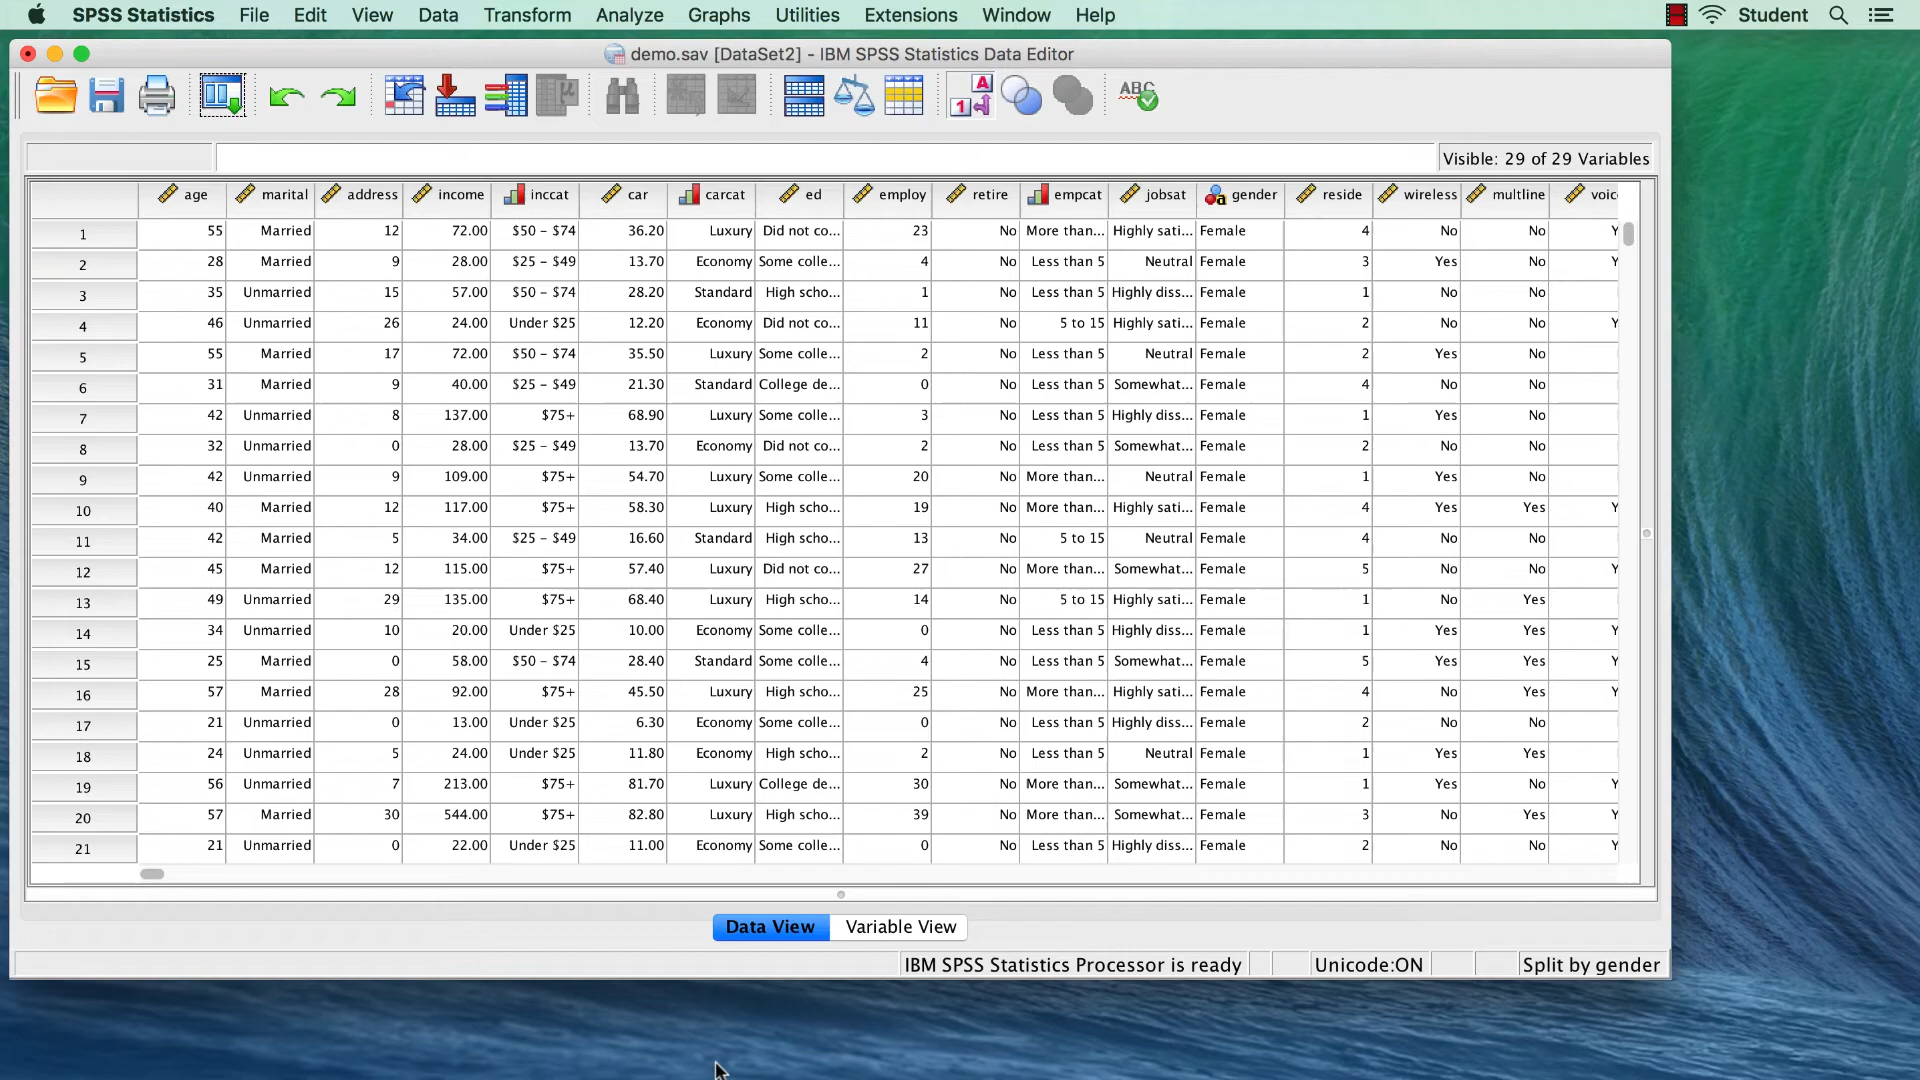 SPSS Statistics File Edit View Data Transform Analyze Graphs Utilities Extensions Window Help Student
demo.sav [DataSet2] - IBM SPSS Statistics Data Editor
A 1 ABC
Visible: 29 of 29 Variables
age marital address income inccat car carcat ed employ retire empcat jobsat gender reside wireless multline voic
1 55 Married 12 72.00 $50 - $74 36.20 Luxury Did not co... 23 No More than... Highly sati... Female 4 No No Y
2 28 Married 9 28.00 $25 - $49 13.70 Economy Some colle... 4 No Less than 5 Neutral Female 3 Yes No Y
3 35 Unmarried 15 57.00 $50 - $74 28.20 Standard High scho... 1 No Less than 5 Highly diss... Female 1 No No
4 46 Unmarried 26 24.00 Under $25 12.20 Economy Did not co... 11 No 5 to 15 Highly sati... Female 2 No No Y
5 55 Married 17 72.00 $50 - $74 35.50 Luxury Some colle... 2 No Less than 5 Neutral Female 2 Yes No
6 31 Married 9 40.00 $25 - $49 21.30 Standard College de... 0 No Less than 5 Somewhat... Female 4 No No
7 42 Unmarried 8 137.00 $75+ 68.90 Luxury Some colle... 3 No Less than 5 Highly diss... Female 1 Yes No
8 32 Unmarried 0 28.00 $25 - $49 13.70 Economy Did not co... 2 No Less than 5 Somewhat... Female 2 No No
9 42 Unmarried 9 109.00 $75+ 54.70 Luxury Some colle... 20 No More than... Neutral Female 1 Yes No
10 40 Married 12 117.00 $75+ 58.30 Luxury High scho... 19 No More than... Highly sati... Female 4 Yes Yes Y
11 42 Married 5 34.00 $25 - $49 16.60 Standard High scho... 13 No 5 to 15 Neutral Female 4 No No
12 45 Married 12 115.00 $75+ 57.40 Luxury Did not co... 27 No More than... Somewhat... Female 5 No No Y
13 49 Unmarried 29 135.00 $75+ 68.40 Luxury High scho... 14 No 5 to 15 Highly sati... Female 1 No Yes
14 34 Unmarried 10 20.00 Under $25 10.00 Economy Some colle... 0 No Less than 5 Highly diss... Female 1 Yes Yes Y
15 25 Married 0 58.00 $50 - $74 28.40 Standard Some colle... 4 No Less than 5 Somewhat... Female 5 Yes Yes Y
16 57 Married 28 92.00 $75+ 45.50 Luxury High scho... 25 No More than... Highly sati... Female 4 No Yes Y
17 21 Unmarried 0 13.00 Under $25 6.30 Economy Some colle... 0 No Less than 5 Highly diss... Female 2 No No
18 24 Unmarried 5 24.00 Under $25 11.80 Economy High scho... 2 No Less than 5 Neutral Female 1 Yes Yes Y
19 56 Unmarried 7 213.00 $75+ 81.70 Luxury College de... 30 No More than... Somewhat... Female 1 Yes No Y
20 57 Married 30 544.00 $75+ 82.80 Luxury High scho... 39 No More than... Somewhat... Female 3 No Yes Y
21 21 Unmarried 0 22.00 Under $25 11.00 Economy Some colle... 0 No Less than 5 Highly diss... Female 2 No No Y
Data View Variable View
IBM SPSS Statistics Processor is ready Unicode:ON Split by gender